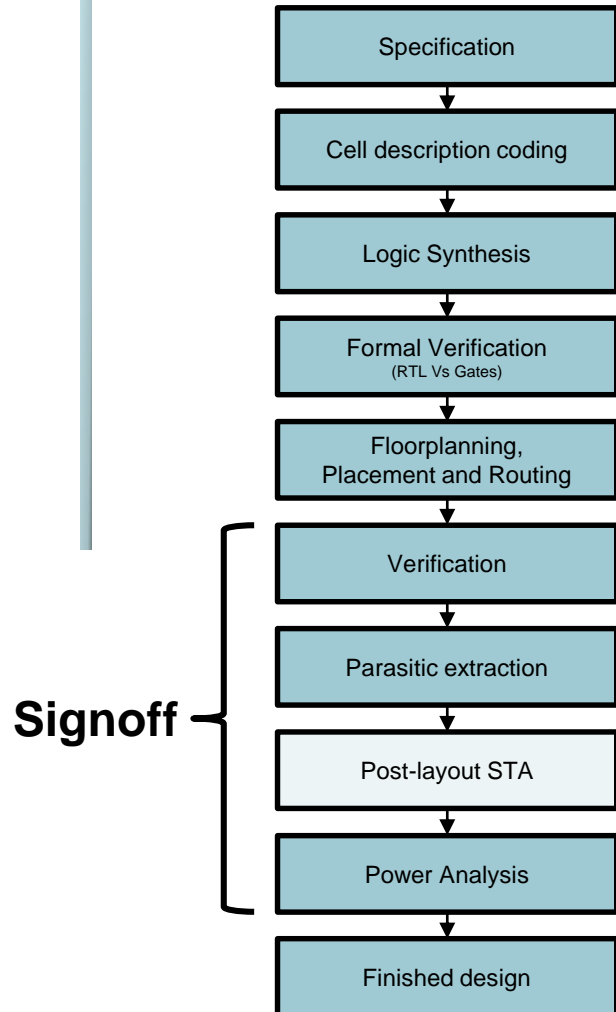 Specification
Cell description coding
Logic Synthesis
Formal Verification
(RTL Vs Gates)
Floorplanning,
Placement and Routing
Verification
Parasitic extraction
Signoff
Post-layout STA
Power Analysis
Finished design